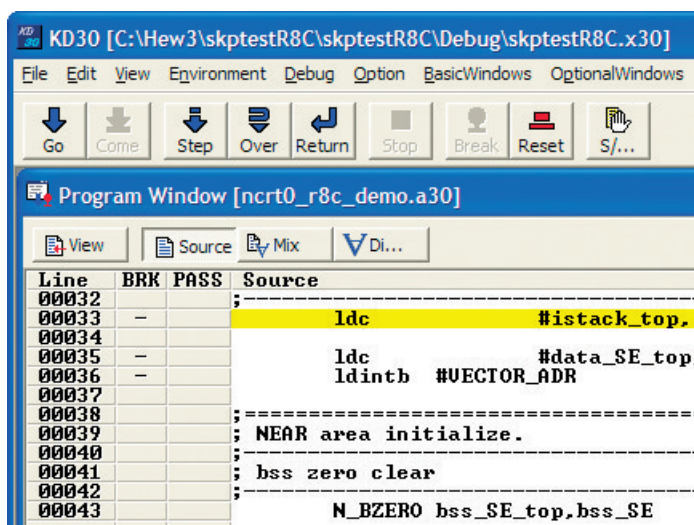 KD30 [C:\Hew3\skptestR8C\skptestR8C\Debug\skptestR8C.x30]
File Edit View Environment Debug Option BasicWindows OptionalWindows
Go Come Step Over Return Stop Break Reset S/...
Program Window [ncrt0_r8c_demo.a30]
View Source Mix Di...
Line BRK PASS Source
00032 ;------------------------------------------
00033 - ldc #istack_top,
00034
00035 - ldc #data_SE_top
00036 - ldintb #VECTOR_ADR
00037
00038 ;==========================================
00039 ; NEAR area initialize.
00040 ;------------------------------------------
00041 ; bss zero clear
00042 ;------------------------------------------
00043 N_BZERO bss_SE_top,bss_SE